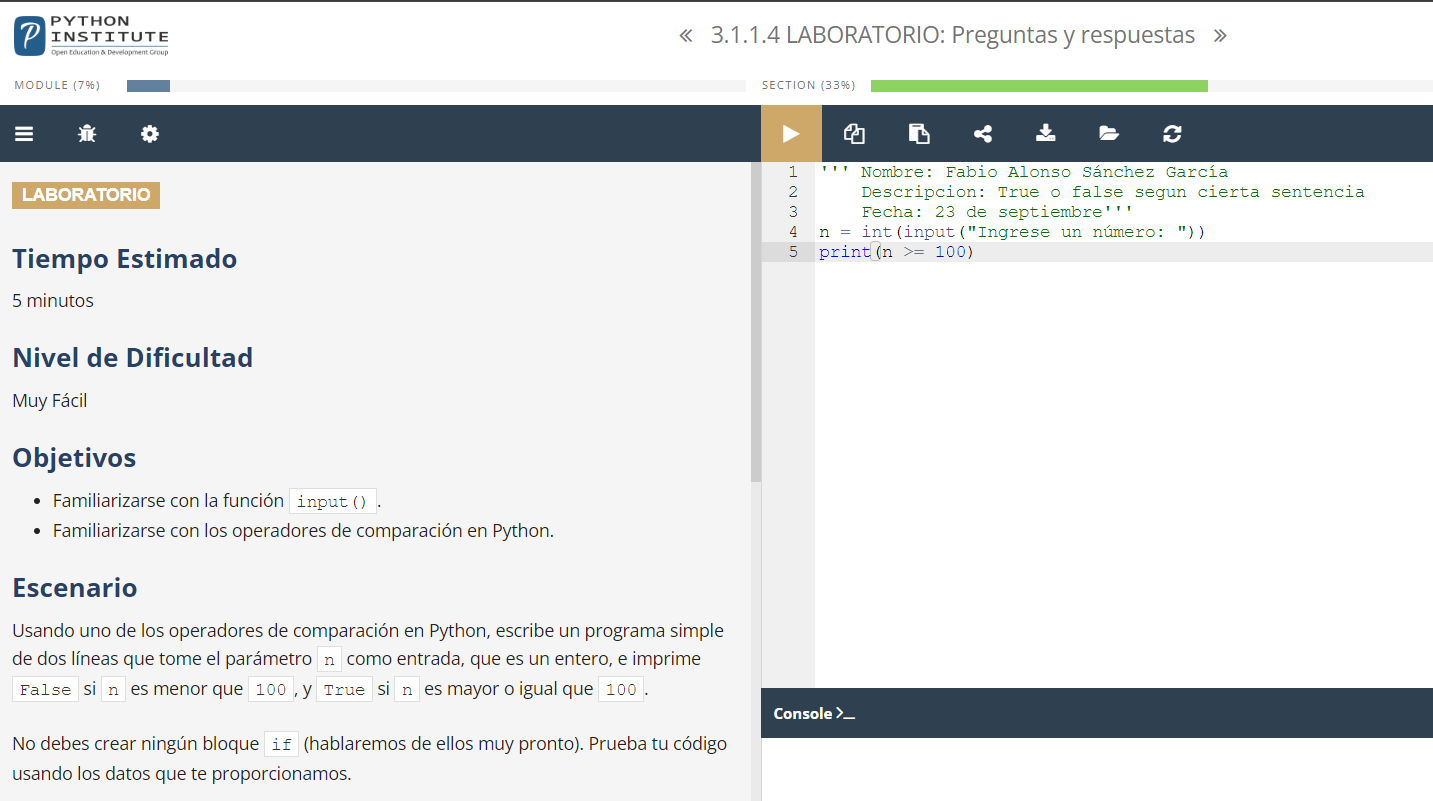 PYTHON
INSTITUTE
Open Education & Development Group
« 3.1.1.4 LABORATORIO: Preguntas y respuestas »
MODULE (7%)
SECTION (33%)
LABORATORIO
Tiempo Estimado
5 minutos
Nivel de Dificultad
Muy Fácil
Objetivos
• Familiarizarse con la función input().
• Familiarizarse con los operadores de comparación en Python.
Escenario
Usando uno de los operadores de comparación en Python, escribe un programa simple
de dos líneas que tome el parámetro n como entrada, que es un entero, e imprime
False si n es menor que 100, y True si n es mayor o igual que 100.
No debes crear ningún bloque if (hablaremos de ellos muy pronto). Prueba tu código
usando los datos que te proporcionamos.
1 ''' Nombre: Fabio Alonso Sánchez García
2     Descripcion: True o false segun cierta sentencia
3     Fecha: 23 de septiembre'''
4 n = int(input("Ingrese un número: "))
5 print(n >= 100)
Console >_